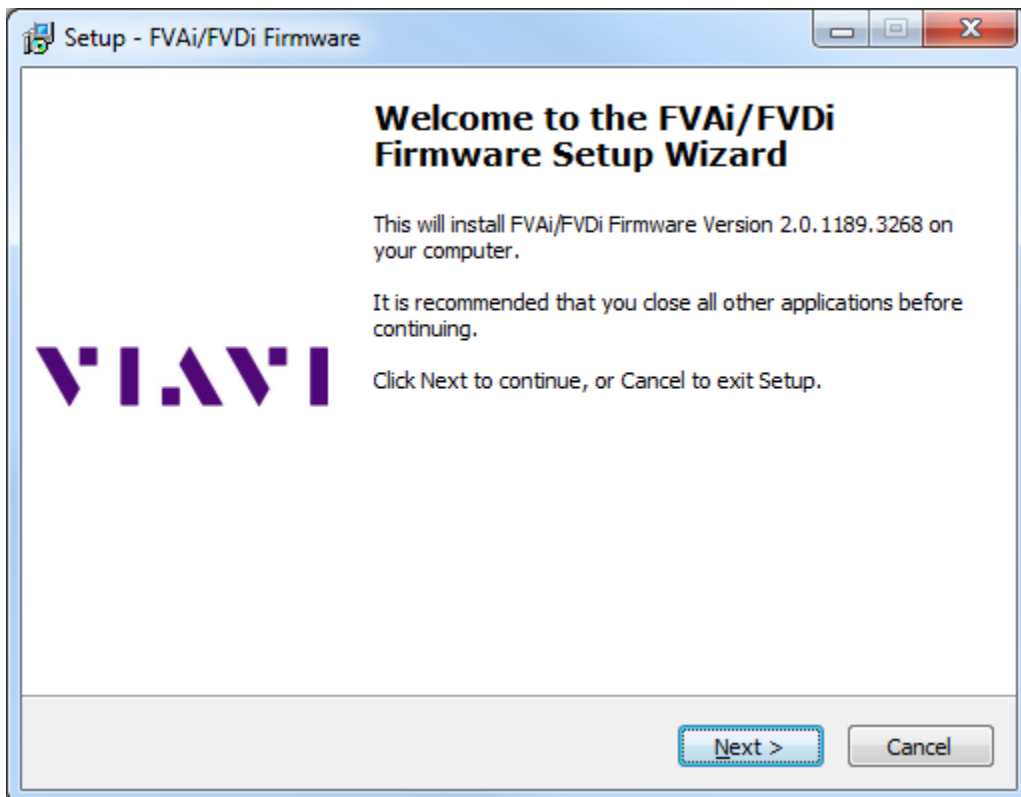 Setup - FVAi/FVDi Firmware
Welcome to the FVAi/FVDi
Firmware Setup Wizard
This will install FVAi/FVDi Firmware Version 2.0.1189.3268 on
your computer.
It is recommended that you close all other applications before
continuing.
VIAVI
Click Next to continue, or Cancel to exit Setup.
Next >
Cancel